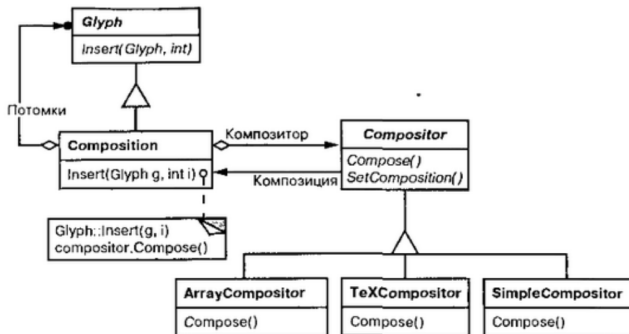 Glyph
Insert(Glyph, int)
Потомки
Composition
Insert(Glyph g, int i)
Композитор
Композиция
Compositor
Compose()
SetComposition()
Glyph::Insert(g, i)
compositor.Compose()
ArrayCompositor
Compose()
TeXCompositor
Compose()
SimpleCompositor
Compose()